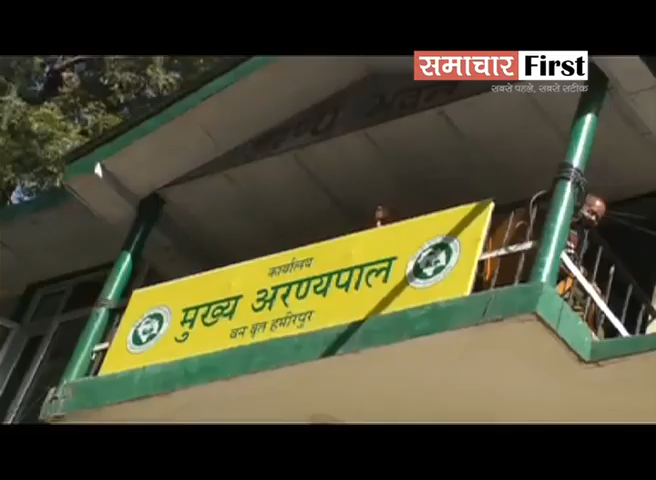 समाचार First
सबसे पहले, सबसे सटीक
कार्यालय
मुख्य अरण्यपाल
वन वृत हमीरपुर